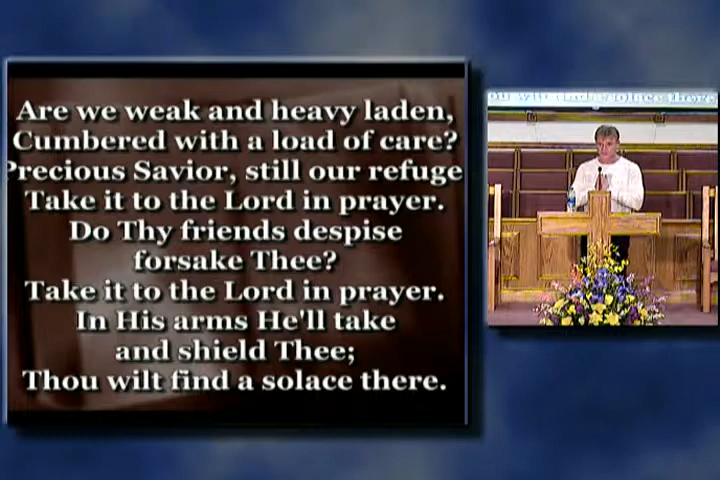 Are we weak and heavy laden,
Cumbered with a load of care?
Precious Savior, still our refuge
Take it to the Lord in prayer.
Do Thy friends despise
forsake Thee?
Take it to the Lord in prayer.
In His arms He'll take
and shield Thee;
Thou wilt find a solace there.
ou wilt find a solace there.